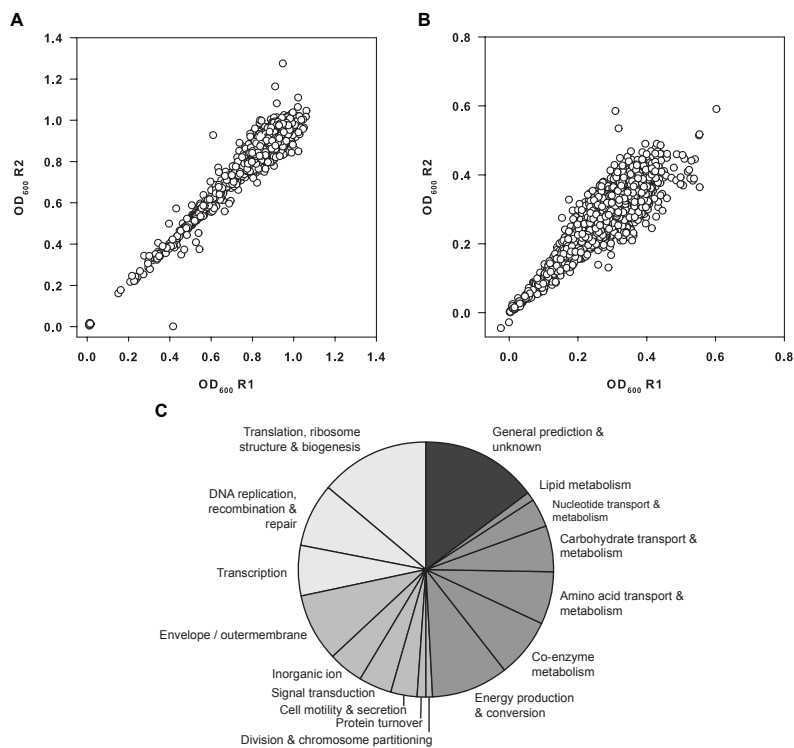 A
1.4
1.2
1.0
0.8
0.6
0.4
0.2
0.0
OD600 R2
0.0 0.2 0.4 0.6 0.8 1.0 1.2 1.4
OD600 R1
B
0.8
0.6
0.4
0.2
0.0
OD600 R2
0.0 0.2 0.4 0.6 0.8
OD600 R1
C
Translation, ribosome
structure & biogenesis
General prediction &
unknown
Lipid metabolism
Nucleotide transport &
metabolism
Carbohydrate transport &
metabolism
Amino acid transport &
metabolism
Co-enzyme
metabolism
Energy production
& conversion
DNA replication,
recombination &
repair
Transcription
Envelope / outermembrane
Inorganic ion
Signal transduction
Cell motility & secretion
Protein turnover
Division & chromosome partitioning